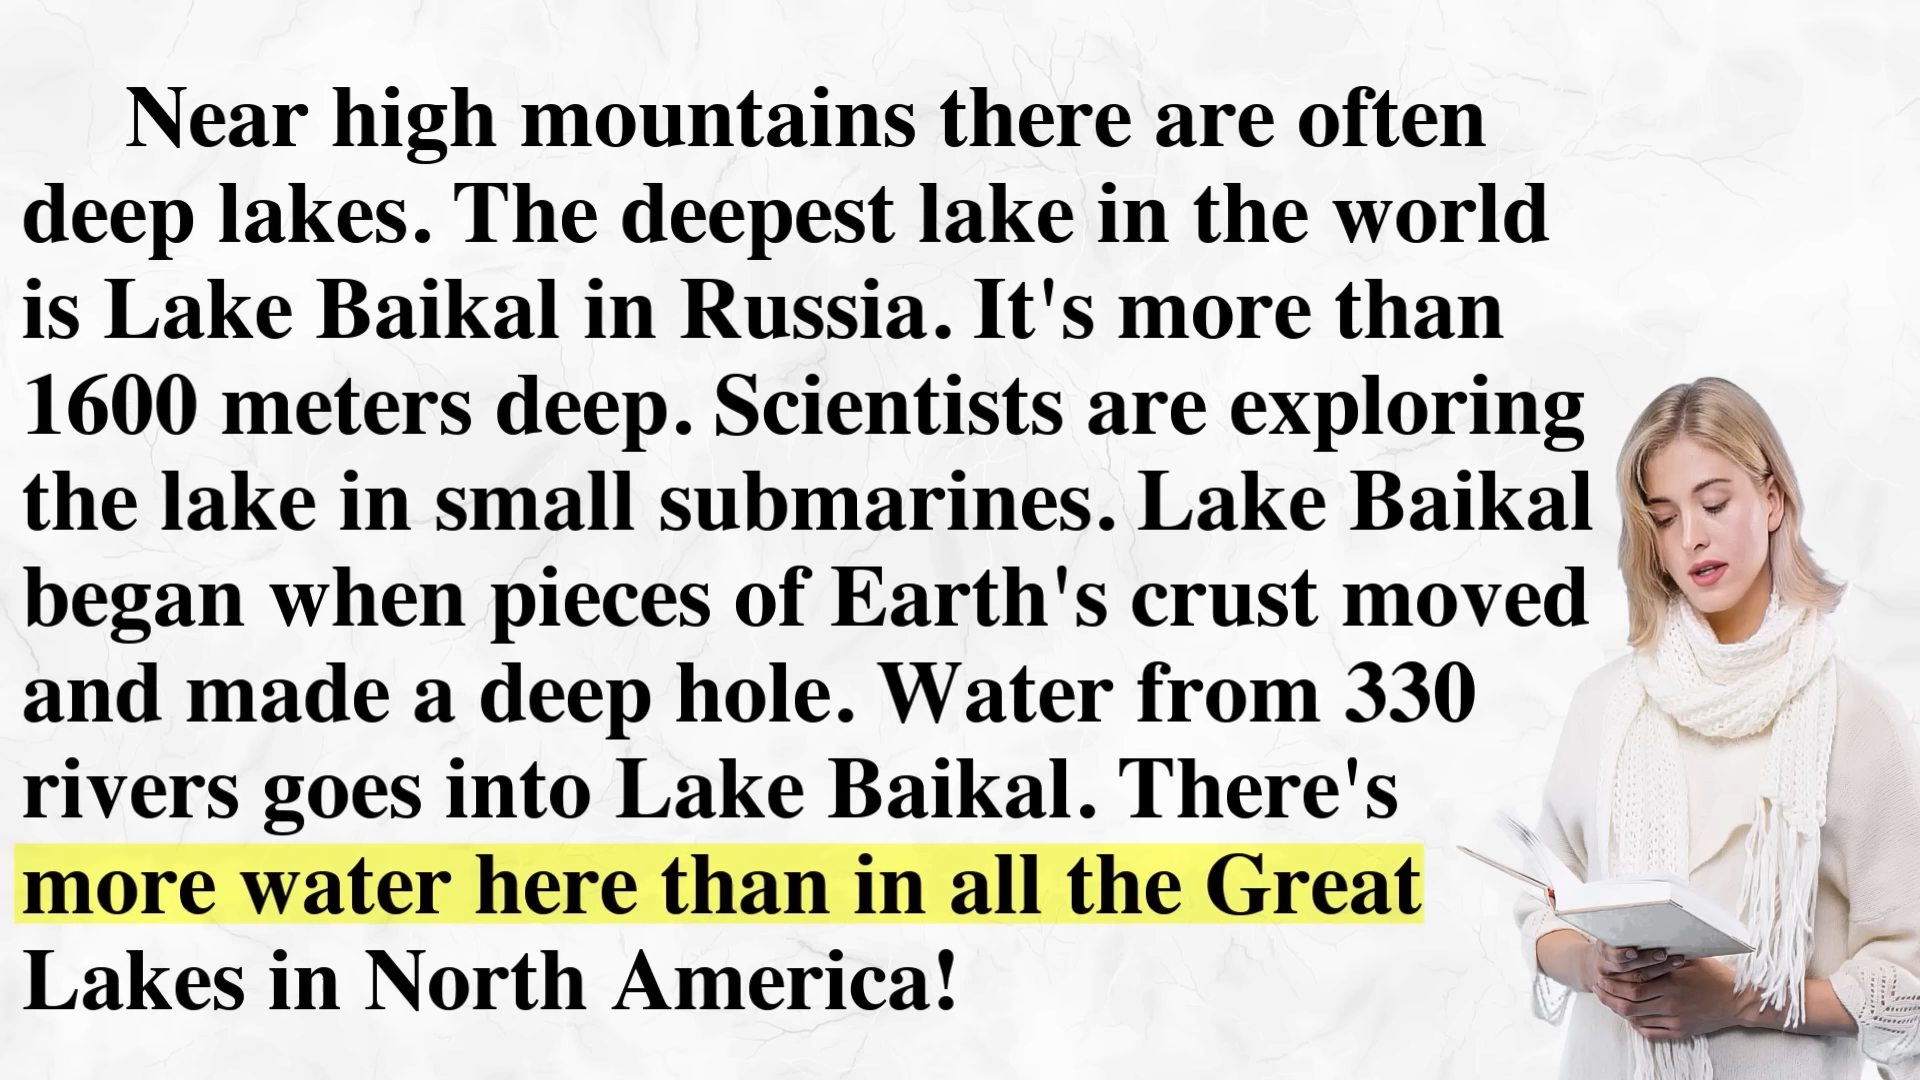 Near high mountains there are often
deep lakes. The deepest lake in the world
is Lake Baikal in Russia. It's more than
1600 meters deep. Scientists are exploring
the lake in small submarines. Lake Baikal
began when pieces of Earth's crust moved
and made a deep hole. Water from 330
rivers goes into Lake Baikal. There's
more water here than in all the Great
Lakes in North America!